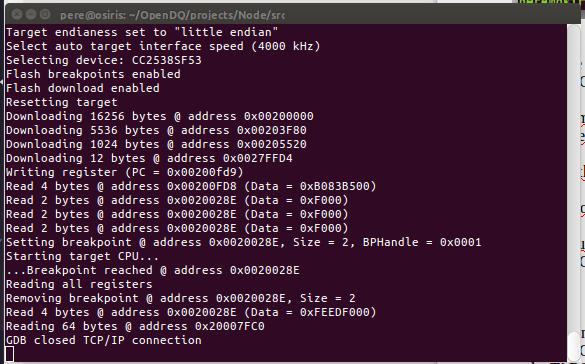 pere@osiris: ~/OpenDQ/projects/Node/src
Target endianess set to "little endian"
Select auto target interface speed (4000 kHz)
Selecting device: CC2538SF53
Flash breakpoints enabled
Flash download enabled
Resetting target
Downloading 16256 bytes @ address 0x00200000
Downloading 5536 bytes @ address 0x00203F80
Downloading 1024 bytes @ address 0x00205520
Downloading 12 bytes @ address 0x0027FFD4
Writing register (PC = 0x00200fd9)
Read 4 bytes @ address 0x00200FD8 (Data = 0xB083B500)
Read 2 bytes @ address 0x0020028E (Data = 0xF000)
Read 2 bytes @ address 0x0020028E (Data = 0xF000)
Read 2 bytes @ address 0x0020028E (Data = 0xF000)
Setting breakpoint @ address 0x0020028E, Size = 2, BPHandle = 0x0001
Starting target CPU...
...Breakpoint reached @ address 0x0020028E
Reading all registers
Removing breakpoint @ address 0x0020028E, Size = 2
Read 4 bytes @ address 0x0020028E (Data = 0xFEEDF000)
Reading 64 bytes @ address 0x20007FC0
GDB closed TCP/IP connection